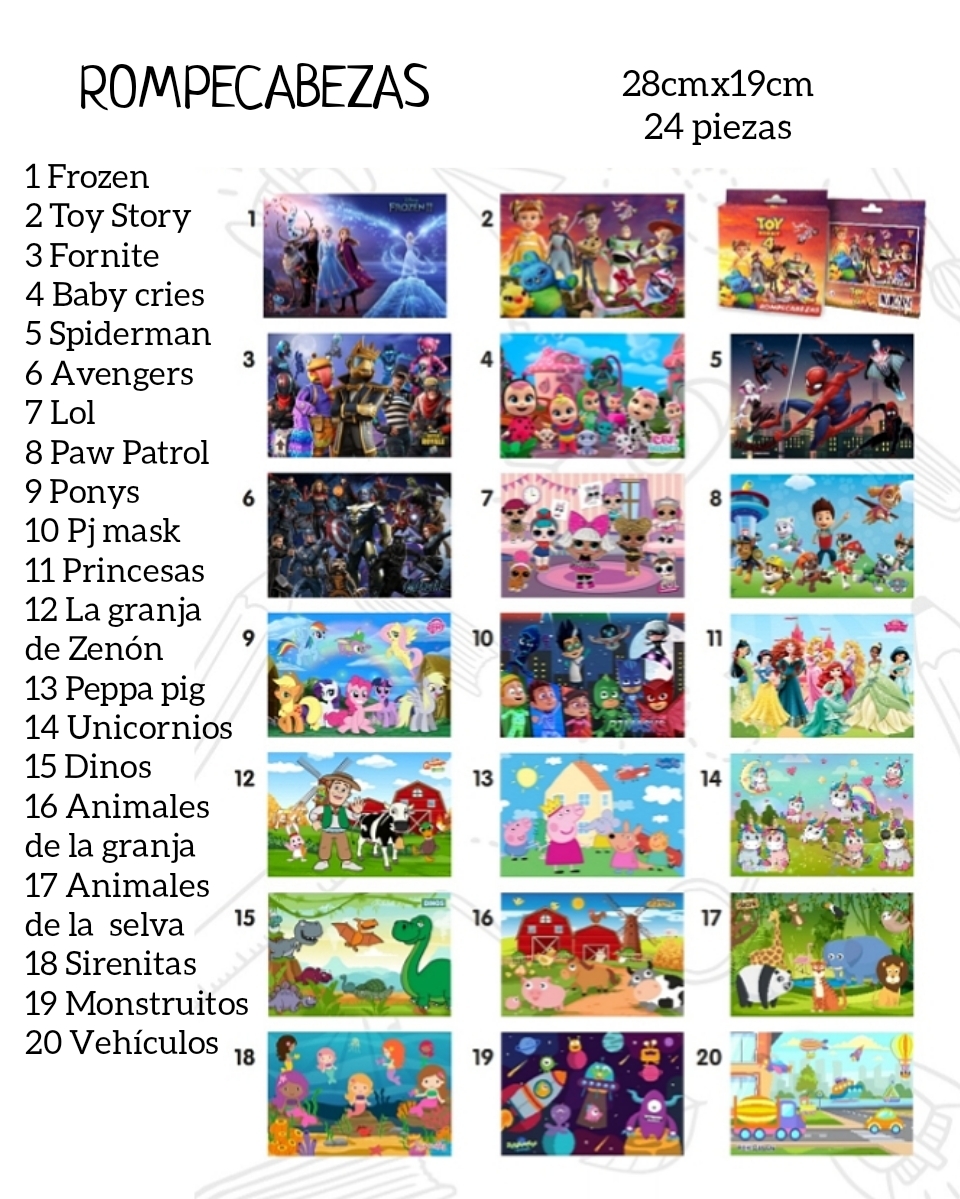 ROMPECABEZAS
28cmx19cm
24 piezas
1 Frozen
2 Toy Story
3 Fornite
4 Baby cries
5 Spiderman
6 Avengers
7 Lol
8 Paw Patrol
9 Ponys
10 Pj mask
11 Princesas
12 La granja
de Zenón
13 Peppa pig
14 Unicornios
15 Dinos
16 Animales
de la granja
17 Animales
de la selva
18 Sirenitas
19 Monstruitos
20 Vehículos
1
FROZEN II
2
TOY
4
ROMPECABEZAS
3
ROYALE
4
5
6
7
8
9
10
11
12
13
14
15
DINOS
16
17
18
19
20